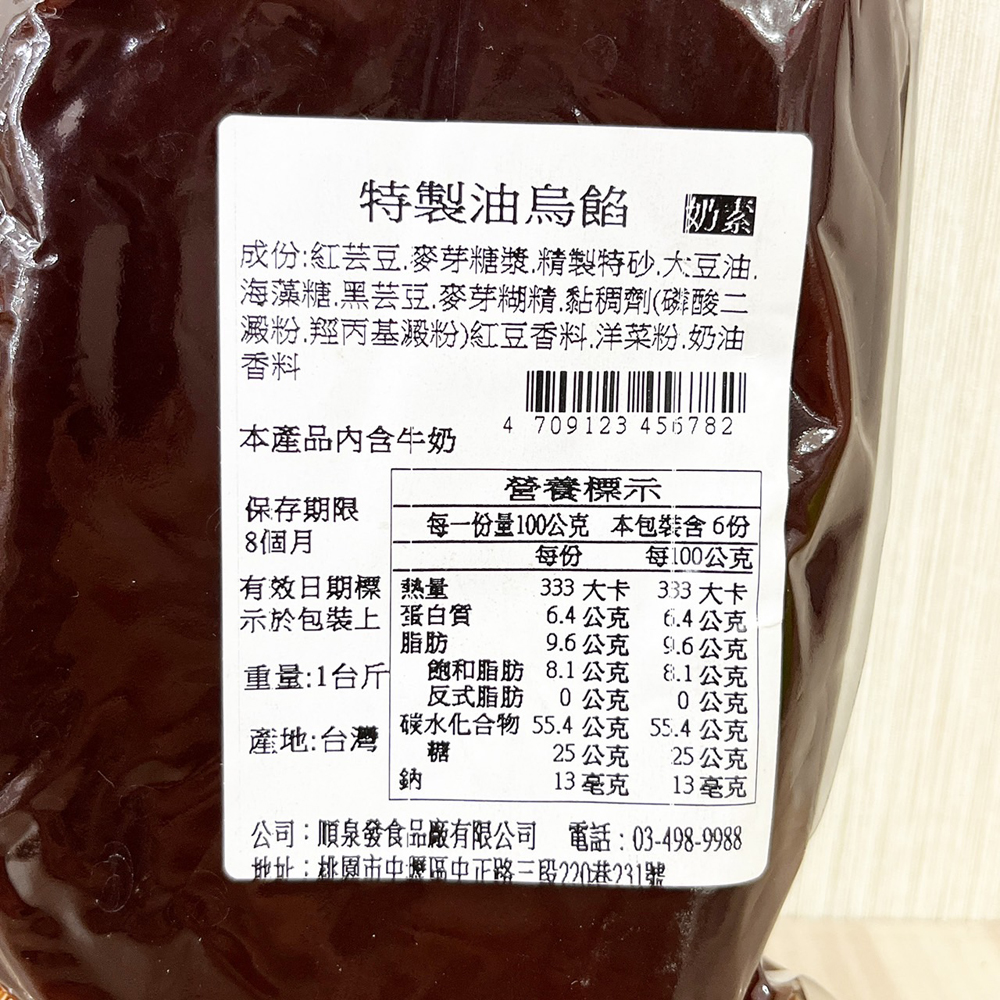 特製油烏餡 奶素
成份:紅芸豆.麥芽糖漿.精製特砂.大豆油.
海藻糖.黑芸豆.麥芽糊精.黏稠劑(磷酸二
澱粉.羥丙基澱粉)紅豆香料.洋菜粉.奶油
香料
4 709123 456782
本產品內含牛奶
保存期限
8個月
有效日期標
示於包裝上
重量:1台斤
產地:台灣
營養標示
每一份量100公克 本包裝含 6份
每份 每100公克
熱量 333 大卡 333 大卡
蛋白質 6.4 公克 6.4 公克
脂肪 9.6 公克 9.6 公克
飽和脂肪 8.1 公克 8.1 公克
反式脂肪 0 公克 0 公克
碳水化合物 55.4 公克 55.4 公克
糖 25 公克 25 公克
鈉 13 毫克 13 毫克
公司：順泉發食品廠有限公司 電話：03-498-9988
地址：桃園市中壢區中正路三段220巷231號